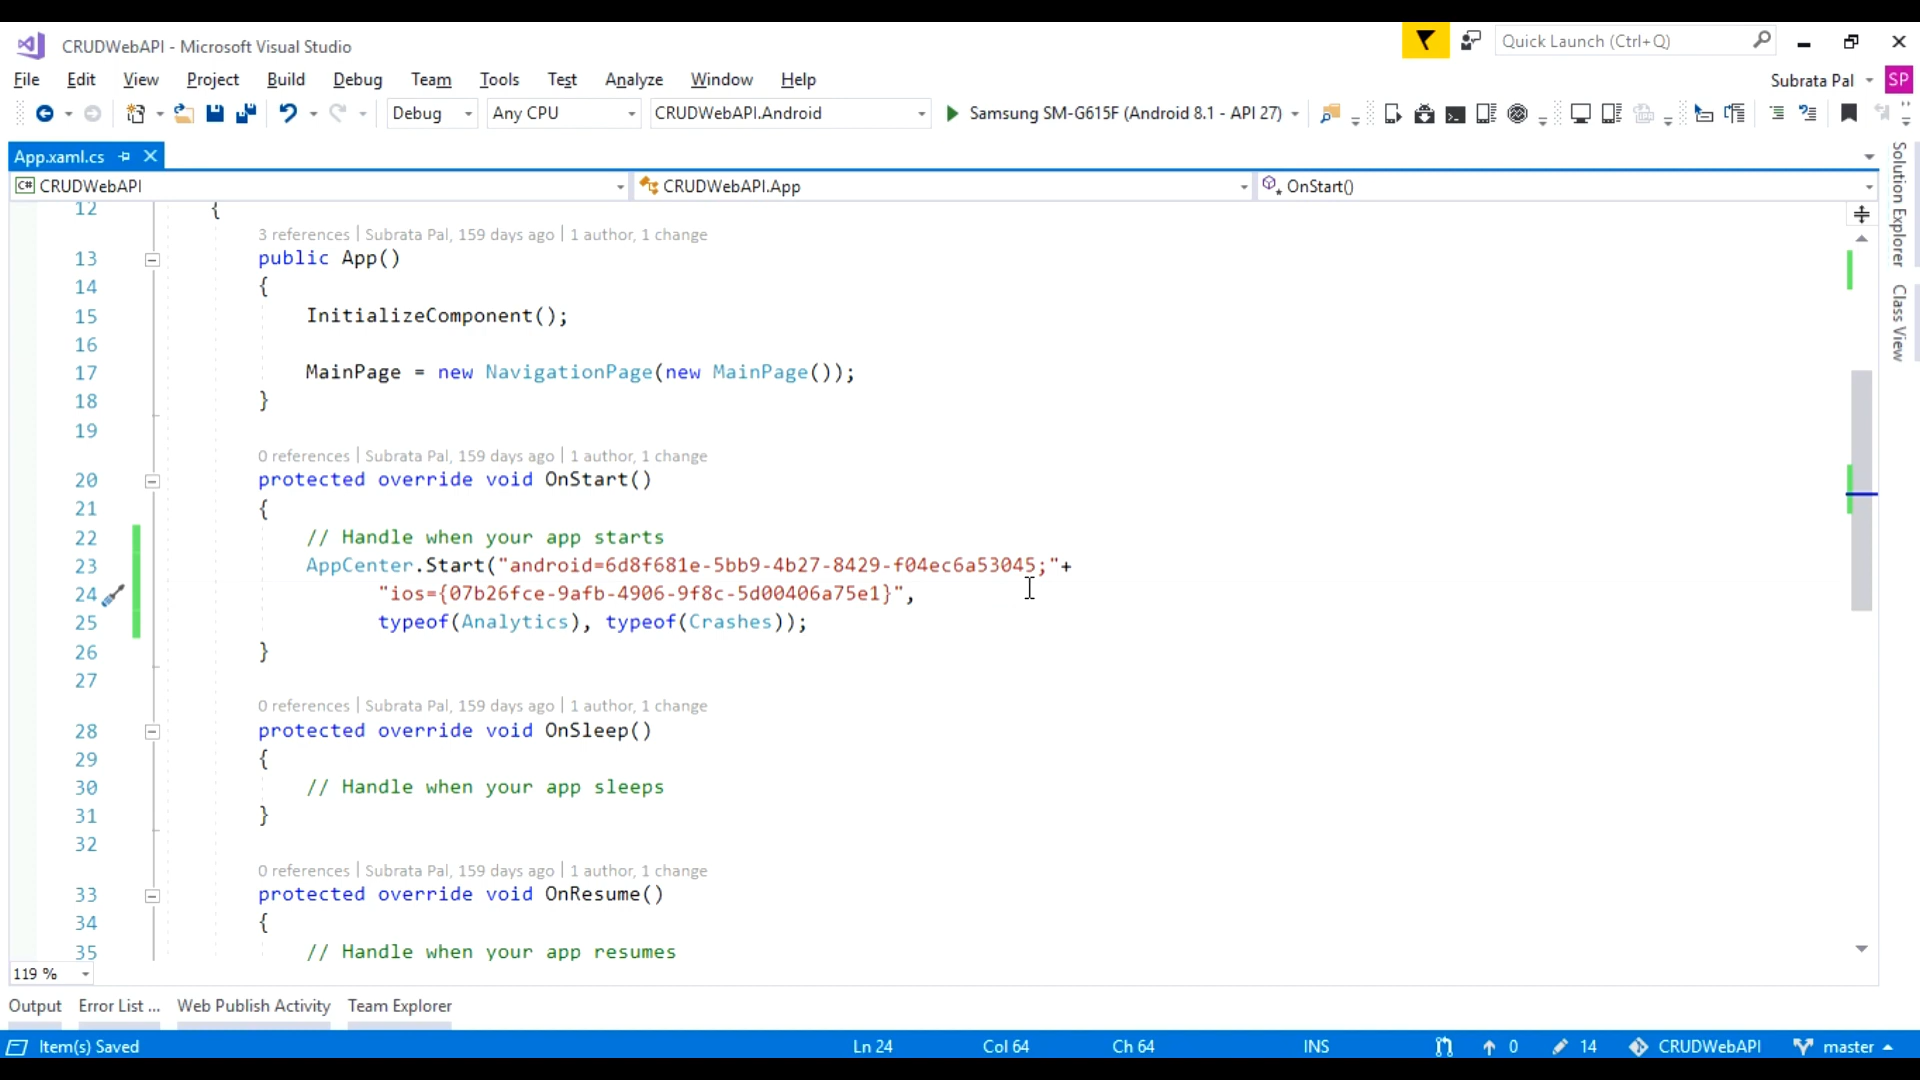 CRUDWebAPI - Microsoft Visual Studio
Quick Launch (Ctrl+Q)
File Edit View Project Build Debug Team Tools Test Analyze Window Help
Subrata Pal SP
Debug Any CPU CRUDWebAPI.Android Samsung SM-G615F (Android 8.1 - API 27)
App.xaml.cs
C# CRUDWebAPI CRUDWebAPI.App OnStart()
12 {
3 references | Subrata Pal, 159 days ago | 1 author, 1 change
13 public App()
14 {
15 InitializeComponent();
16
17 MainPage = new NavigationPage(new MainPage());
18 }
19
0 references | Subrata Pal, 159 days ago | 1 author, 1 change
20 protected override void OnStart()
21 {
22 // Handle when your app starts
23 AppCenter.Start("android=6d8f681e-5bb9-4b27-8429-f04ec6a53045;"+
24 "ios={07b26fce-9afb-4906-9f8c-5d00406a75e1}",
25 typeof(Analytics), typeof(Crashes));
26 }
27
0 references | Subrata Pal, 159 days ago | 1 author, 1 change
28 protected override void OnSleep()
29 {
30 // Handle when your app sleeps
31 }
32
0 references | Subrata Pal, 159 days ago | 1 author, 1 change
33 protected override void OnResume()
34 {
35 // Handle when your app resumes
Solution Explorer
Class View
119 %
Output Error List ... Web Publish Activity Team Explorer
Item(s) Saved Ln 24 Col 64 Ch 64 INS 0 14 CRUDWebAPI master